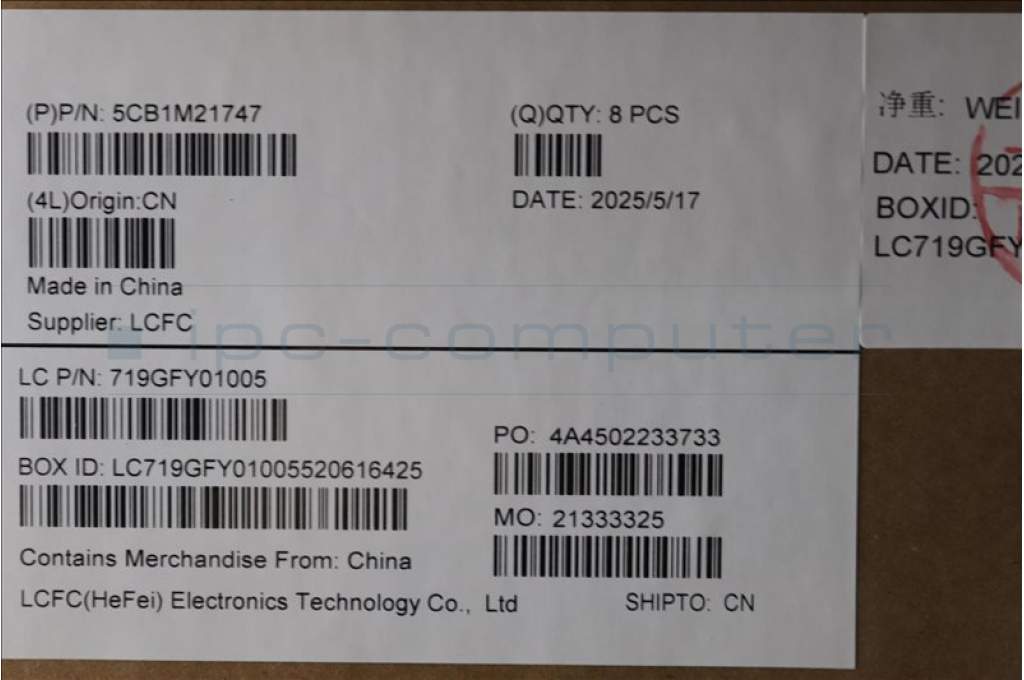 (P)P/N: 5CB1M21747
(Q)QTY: 8 PCS
(4L)Origin:CN
DATE: 2025/5/17
Made in China
Supplier: LCFC
净重: WEI
DATE: 202
BOXID:
LC719GFY
ipc-computer
LC P/N: 719GFY01005
PO: 4A4502233733
BOX ID: LC719GFY01005520616425
MO: 21333325
Contains Merchandise From: China
LCFC(HeFei) Electronics Technology Co., Ltd
SHIPTO: CN